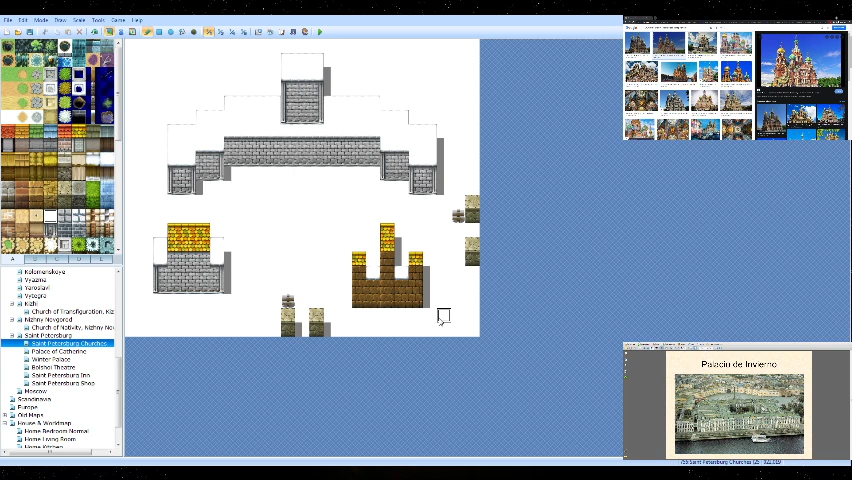 File Edit Mode Draw Scale Tools Game Help
A B C D E
Kolomenskoye
Vyazma
Yaroslavl
Vytegra
Kizhi
Church of Transfiguration, Kizhi
Nizhny Novgorod
Church of Nativity, Nizhny Nov
Saint Petersburg
Saint Petersburg Churches
Palace of Catherine
Winter Palace
Bolshoi Theatre
Saint Petersburg Inn
Saint Petersburg Shop
Moscow
Scandinavia
Europe
Old Maps
House & Worldmap
Home Bedroom Normal
Home Living Room
Home Kitchen
Palaciu de Invierno